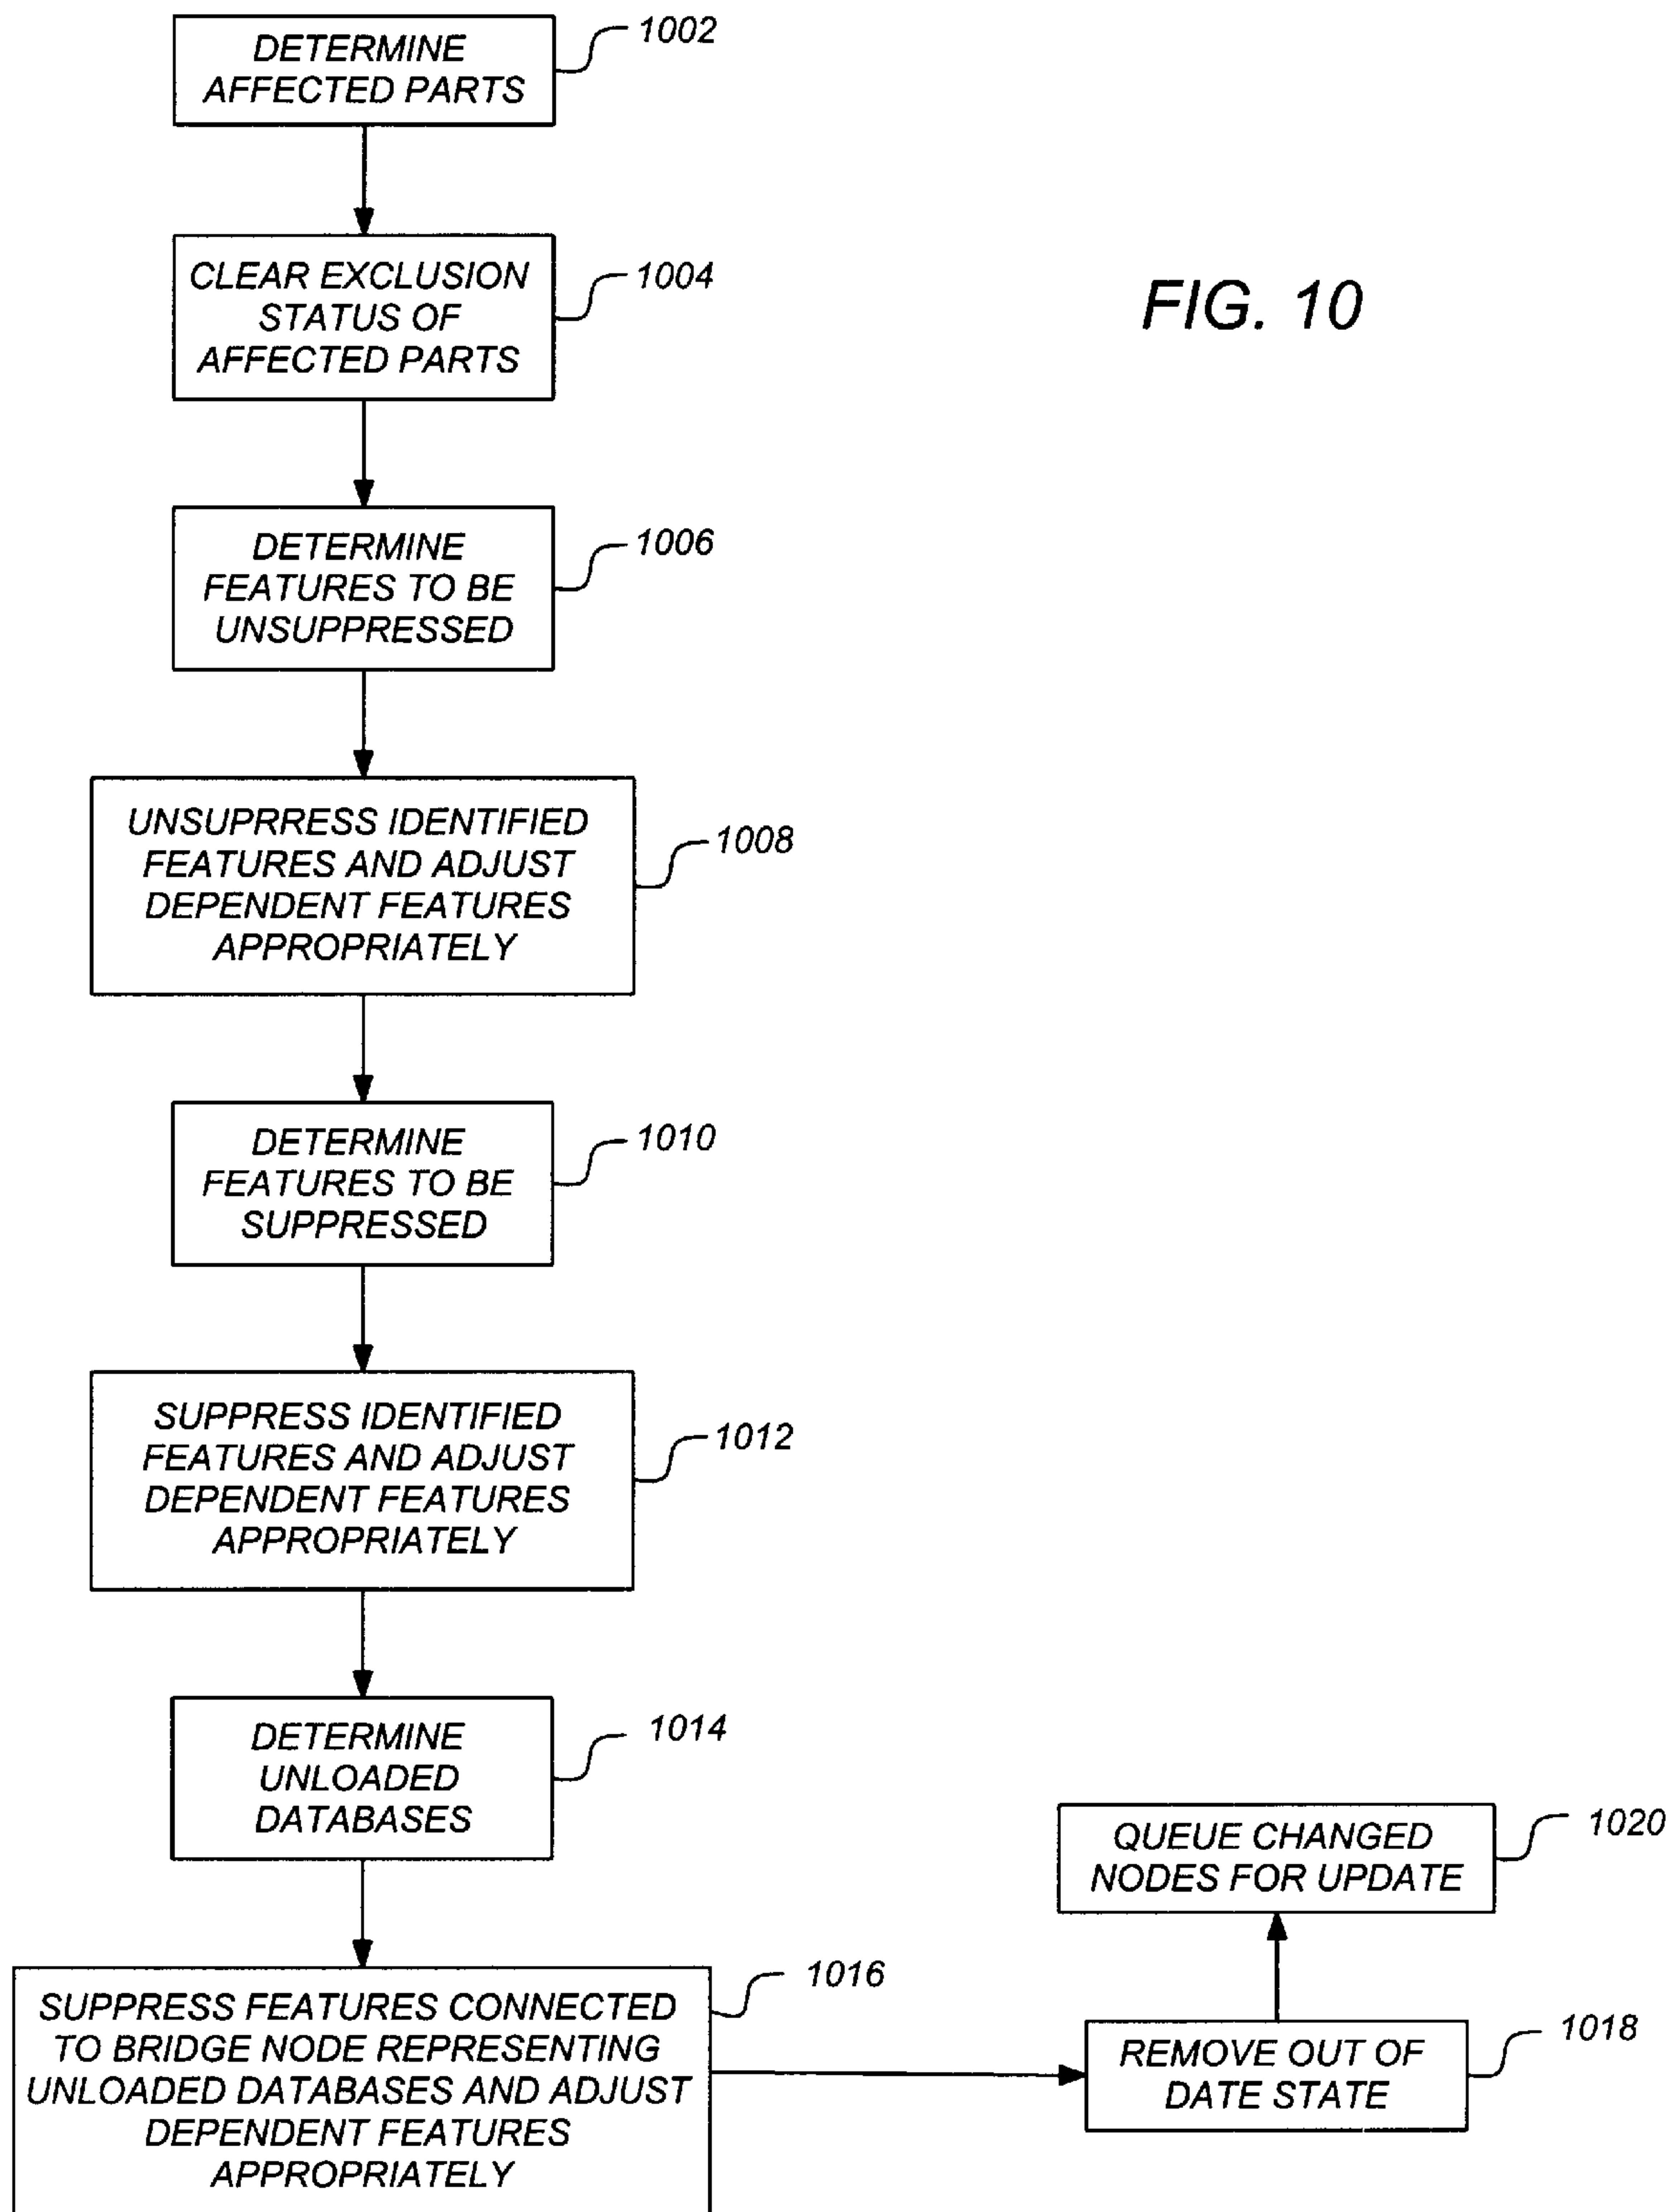 DETERMINE
AFFECTED PARTS
1002
CLEAR EXCLUSION
STATUS OF
AFFECTED PARTS
1004
FIG. 10
DETERMINE
FEATURES TO BE
UNSUPPRESSED
1006
UNSUPRRESS IDENTIFIED
FEATURES AND ADJUST
DEPENDENT FEATURES
APPROPRIATELY
1008
DETERMINE
FEATURES TO BE
SUPPRESSED
1010
SUPPRESS IDENTIFIED
FEATURES AND ADJUST
DEPENDENT FEATURES
APPROPRIATELY
1012
DETERMINE
UNLOADED
DATABASES
1014
SUPPRESS FEATURES CONNECTED
TO BRIDGE NODE REPRESENTING
UNLOADED DATABASES AND ADJUST
DEPENDENT FEATURES
APPROPRIATELY
1016
REMOVE OUT OF
DATE STATE
1018
QUEUE CHANGED
NODES FOR UPDATE
1020